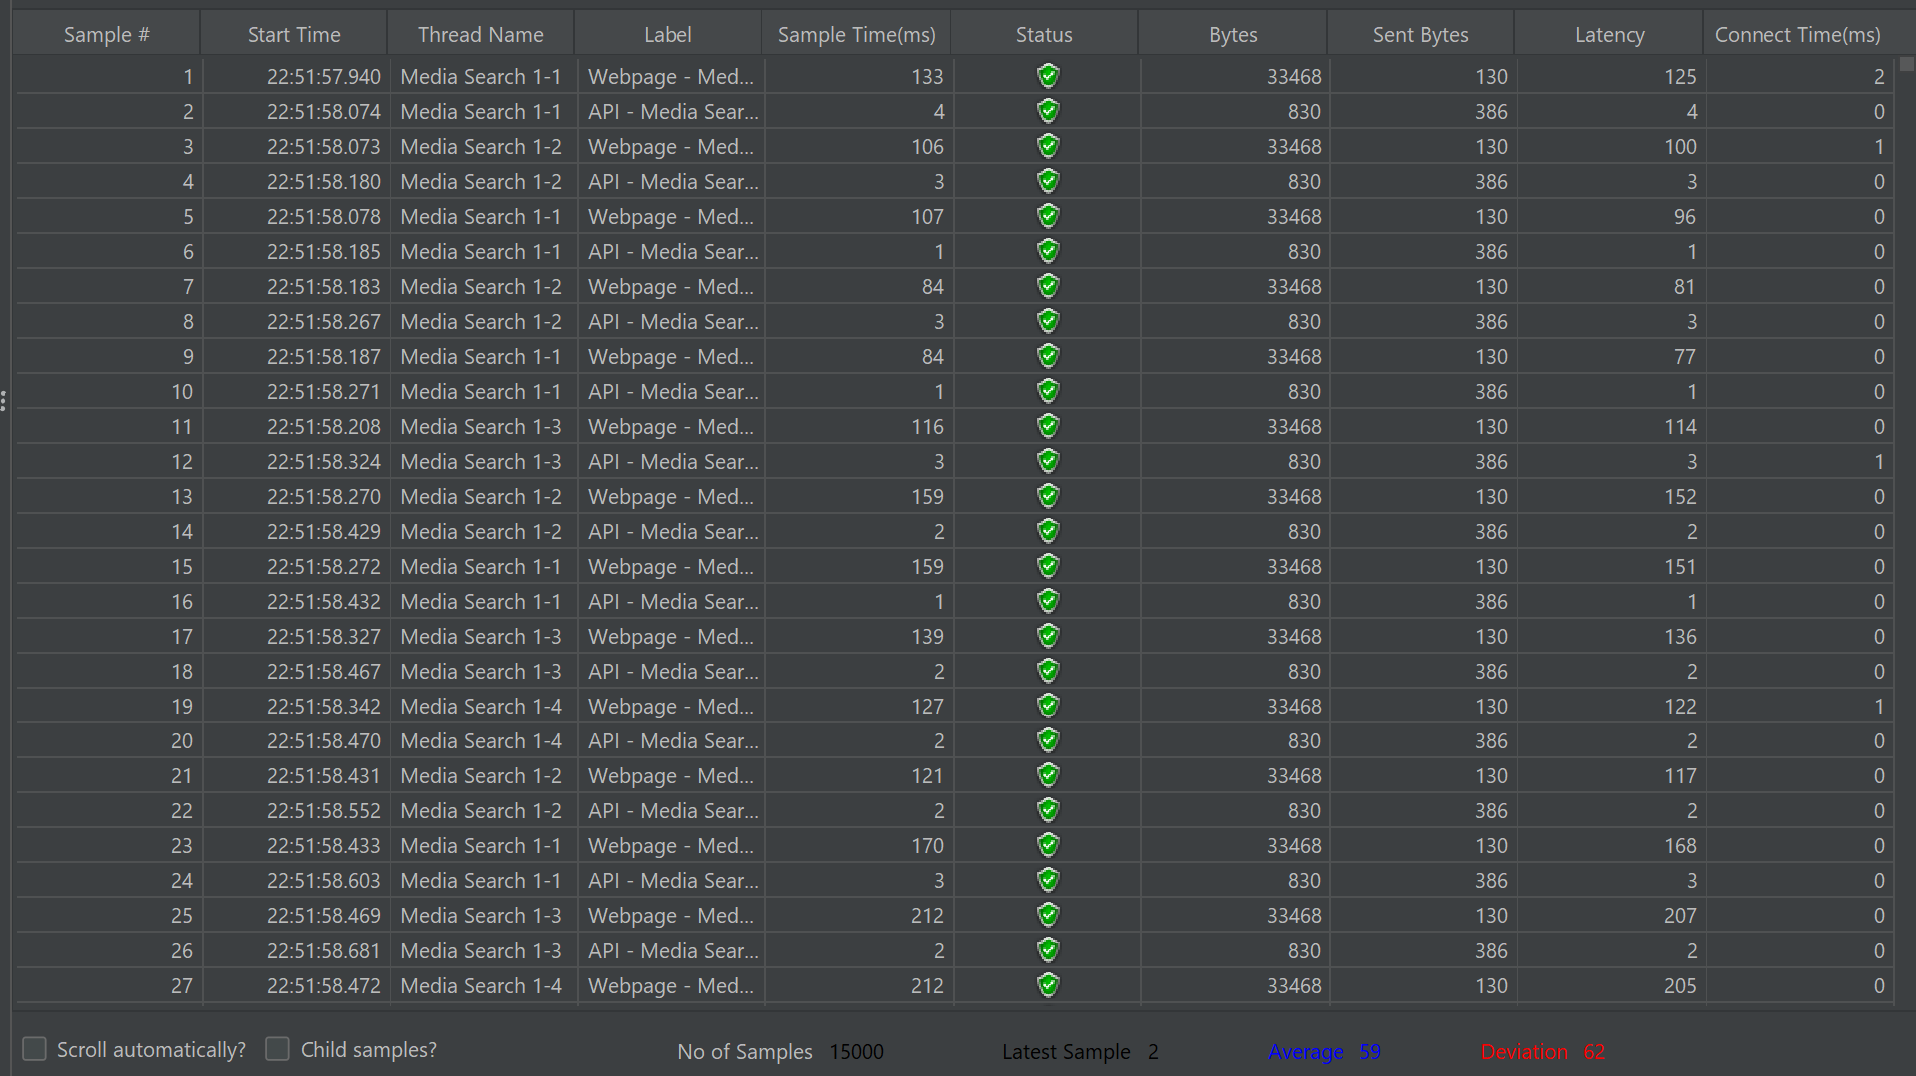 Sample # Start Time Thread Name Label Sample Time(ms) Status Bytes Sent Bytes Latency Connect Time(ms)
1 22:51:57.940 Media Search 1-1 Webpage - Med... 133 33468 130 125 2
2 22:51:58.074 Media Search 1-1 API - Media Sear... 4 830 386 4 0
3 22:51:58.073 Media Search 1-2 Webpage - Med... 106 33468 130 100 1
4 22:51:58.180 Media Search 1-2 API - Media Sear... 3 830 386 3 0
5 22:51:58.078 Media Search 1-1 Webpage - Med... 107 33468 130 96 0
6 22:51:58.185 Media Search 1-1 API - Media Sear... 1 830 386 1 0
7 22:51:58.183 Media Search 1-2 Webpage - Med... 84 33468 130 81 0
8 22:51:58.267 Media Search 1-2 API - Media Sear... 3 830 386 3 0
9 22:51:58.187 Media Search 1-1 Webpage - Med... 84 33468 130 77 0
10 22:51:58.271 Media Search 1-1 API - Media Sear... 1 830 386 1 0
11 22:51:58.208 Media Search 1-3 Webpage - Med... 116 33468 130 114 0
12 22:51:58.324 Media Search 1-3 API - Media Sear... 3 830 386 3 1
13 22:51:58.270 Media Search 1-2 Webpage - Med... 159 33468 130 152 0
14 22:51:58.429 Media Search 1-2 API - Media Sear... 2 830 386 2 0
15 22:51:58.272 Media Search 1-1 Webpage - Med... 159 33468 130 151 0
16 22:51:58.432 Media Search 1-1 API - Media Sear... 1 830 386 1 0
17 22:51:58.327 Media Search 1-3 Webpage - Med... 139 33468 130 136 0
18 22:51:58.467 Media Search 1-3 API - Media Sear... 2 830 386 2 0
19 22:51:58.342 Media Search 1-4 Webpage - Med... 127 33468 130 122 1
20 22:51:58.470 Media Search 1-4 API - Media Sear... 2 830 386 2 0
21 22:51:58.431 Media Search 1-2 Webpage - Med... 121 33468 130 117 0
22 22:51:58.552 Media Search 1-2 API - Media Sear... 2 830 386 2 0
23 22:51:58.433 Media Search 1-1 Webpage - Med... 170 33468 130 168 0
24 22:51:58.603 Media Search 1-1 API - Media Sear... 3 830 386 3 0
25 22:51:58.469 Media Search 1-3 Webpage - Med... 212 33468 130 207 0
26 22:51:58.681 Media Search 1-3 API - Media Sear... 2 830 386 2 0
27 22:51:58.472 Media Search 1-4 Webpage - Med... 212 33468 130 205 0
Scroll automatically? Child samples? No of Samples 15000 Latest Sample 2 Average 59 Deviation 62